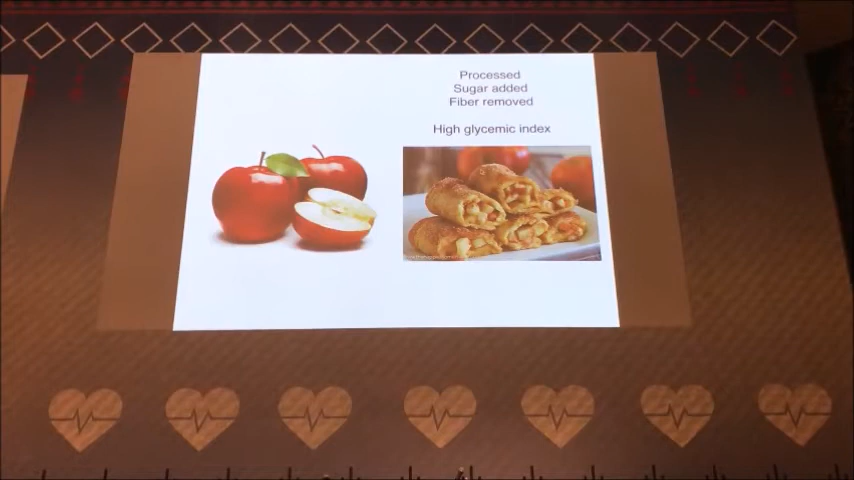 Processed
Sugar added
Fiber removed
High glycemic index